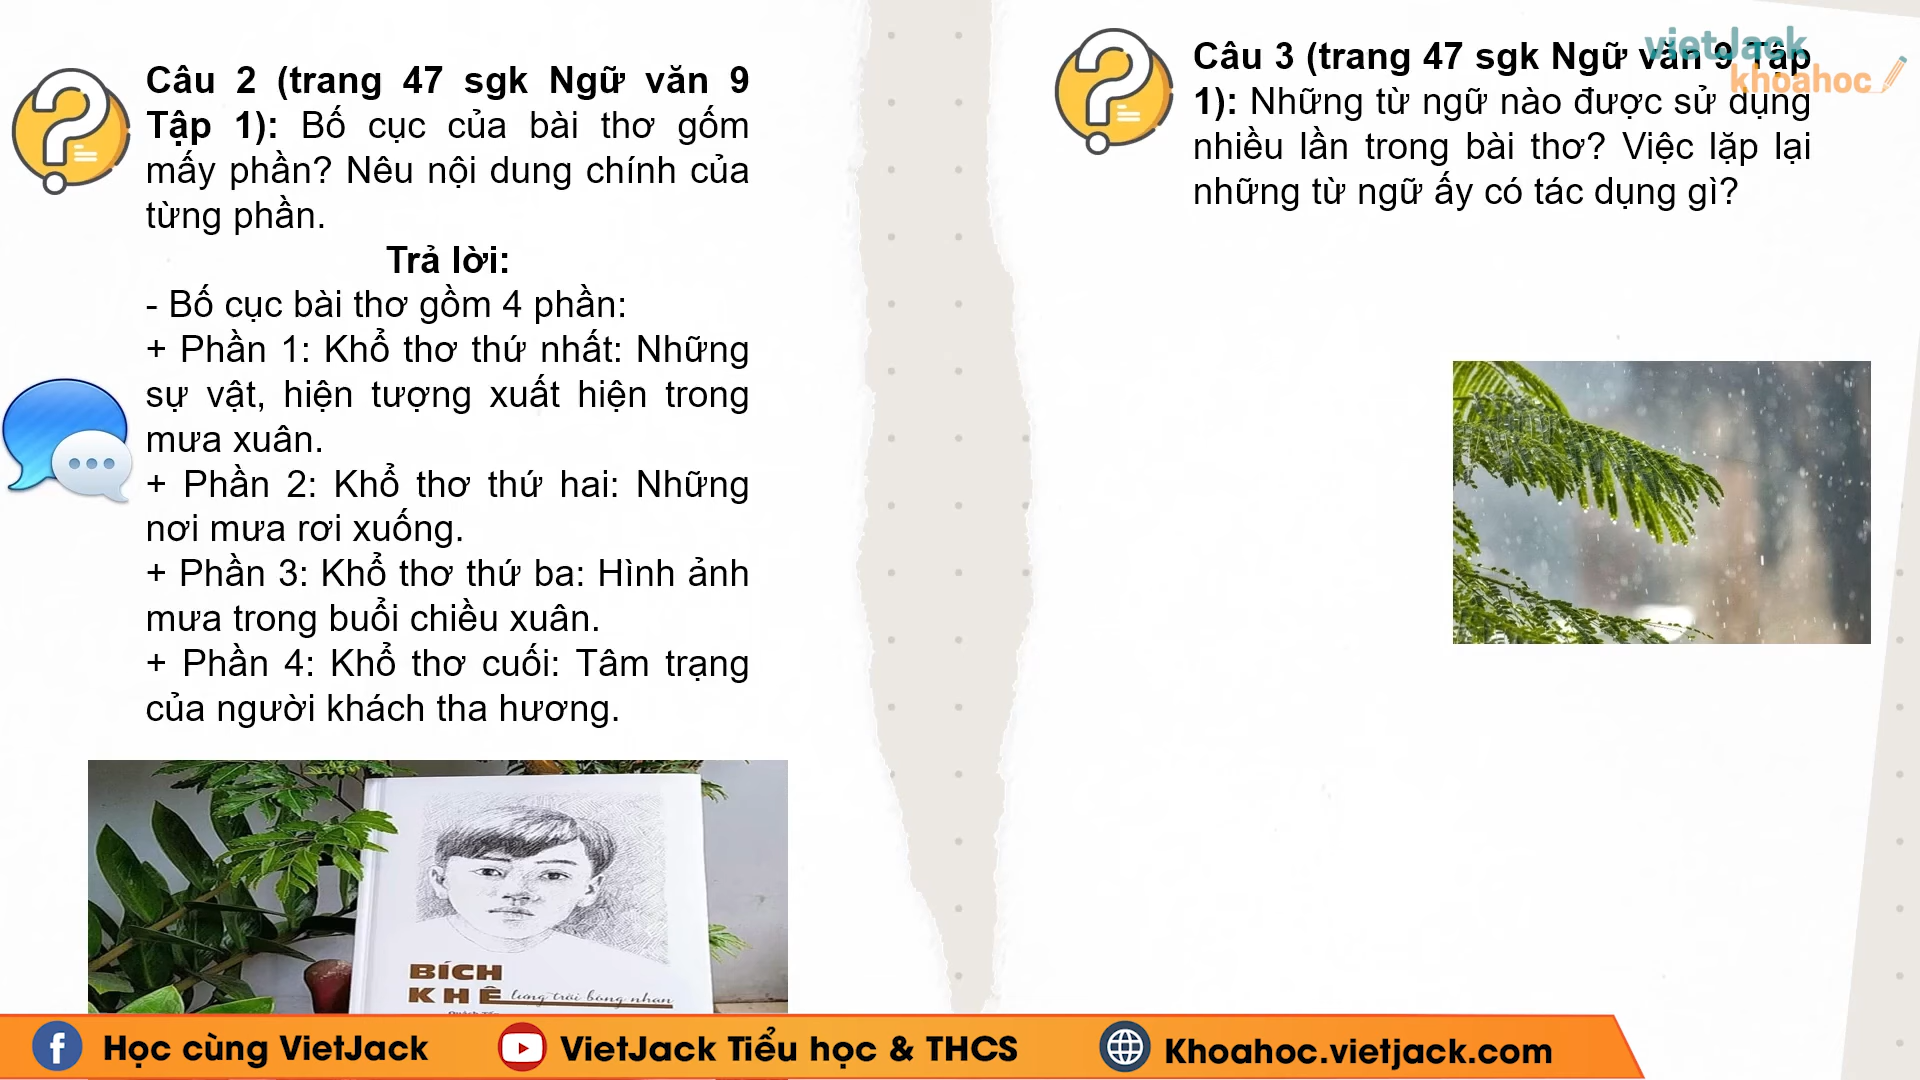 Câu 2 (trang 47 sgk Ngữ văn 9
Tập 1): Bố cục của bài thơ gốm
mấy phần? Nêu nội dung chính của
từng phần.
Trả lời:
- Bố cục bài thơ gồm 4 phần:
+ Phần 1: Khổ thơ thứ nhất: Những
sự vật, hiện tượng xuất hiện trong
mưa xuân.
+ Phần 2: Khổ thơ thứ hai: Những
nơi mưa rơi xuống.
+ Phần 3: Khổ thơ thứ ba: Hình ảnh
mưa trong buổi chiều xuân.
+ Phần 4: Khổ thơ cuối: Tâm trạng
của người khách tha hương.
BÍCH
KHÊ
vietJack
khoahoc
Câu 3 (trang 47 sgk Ngữ văn 9 Tập
1): Những từ ngữ nào được sử dụng
nhiều lần trong bài thơ? Việc lặp lại
những từ ngữ ấy có tác dụng gì?
Học cùng VietJack
VietJack Tiểu học & THCS
Khoahoc.vietjack.com